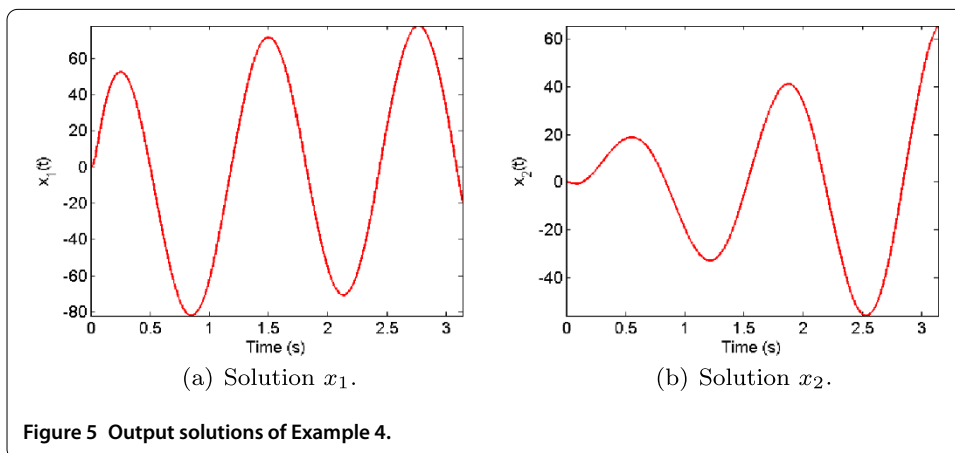 60
40
20
0
-20
-40
-60
-80
x1(t)
0 0.5 1 1.5 2 2.5 3
Time (s)
(a) Solution x1.
60
40
20
0
-20
-40
x2(t)
0 0.5 1 1.5 2 2.5 3
Time (s)
(b) Solution x2.
Figure 5 Output solutions of Example 4.